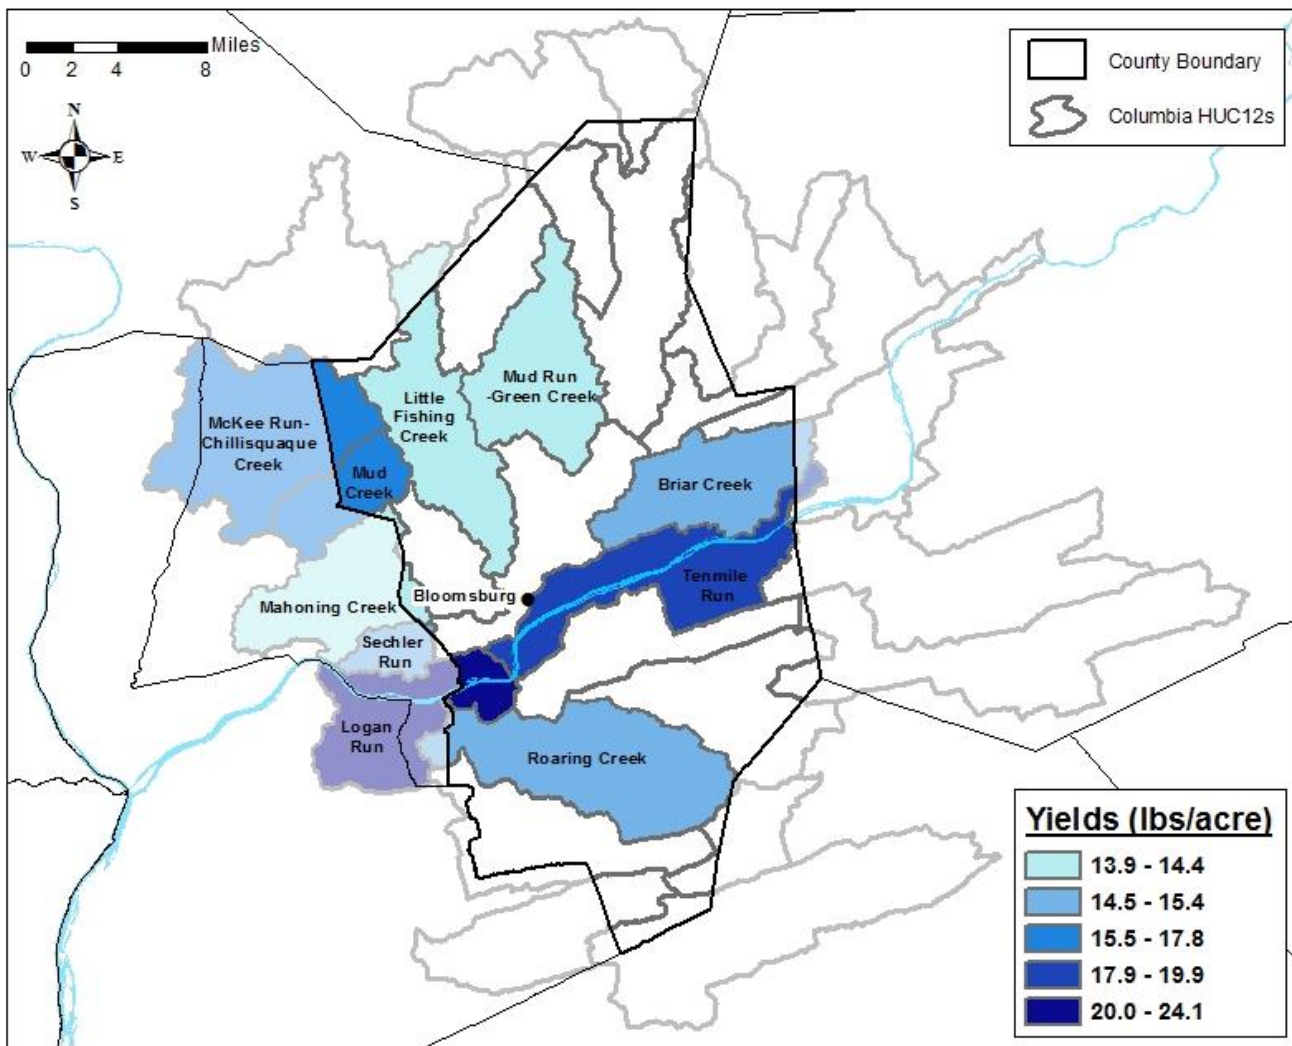 Miles
0 2 4 8
N
W E
S
County Boundary
Columbia HUC12s
Mud Run
-Green Creek
Little
Fishing
Creek
McKee Run-
Chillisquaque
Creek
Mud
Creek
Briar Creek
Tenmile
Run
Bloomsburg
Mahoning Creek
Sechler
Run
Logan
Run
Roaring Creek
Yields (lbs/acre)
13.9 - 14.4
14.5 - 15.4
15.5 - 17.8
17.9 - 19.9
20.0 - 24.1